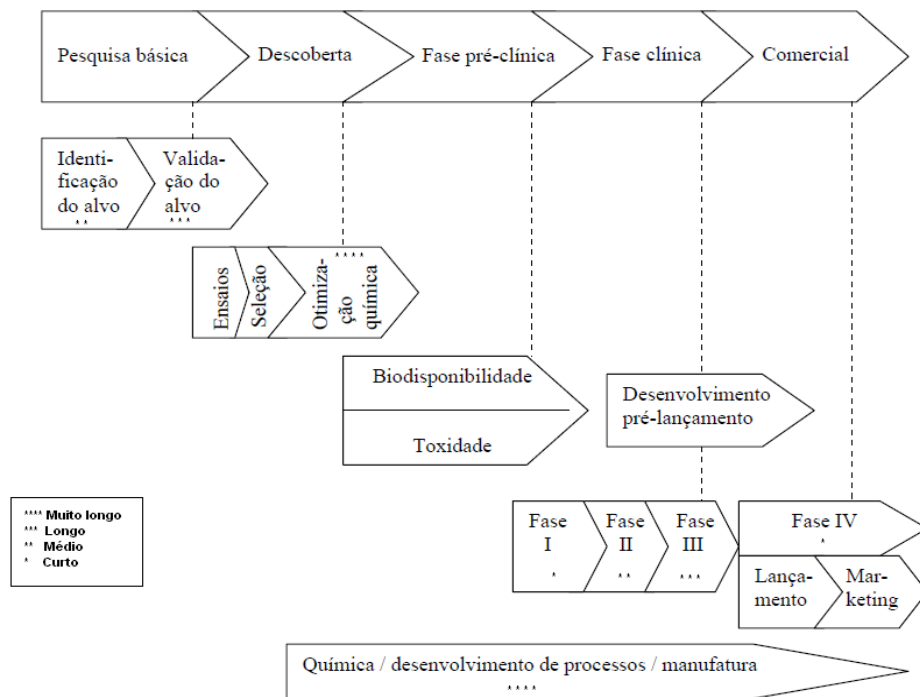 Pesquisa básica
Descoberta
Fase pré-clínica
Fase clínica
Comercial
Identi-
ficação
do alvo
**
Valida-
ção do
alvo
***
Ensaios
Seleção
Otimiza-
ção
química
****
Biodisponibilidade
Toxidade
Desenvolvimento
pré-lançamento
**** Muito longo
*** Longo
** Médio
* Curto
Fase
I
*
Fase
II
**
Fase
III
***
Fase IV
*
Lança-
mento
Mar-
keting
Química / desenvolvimento de processos / manufatura
****